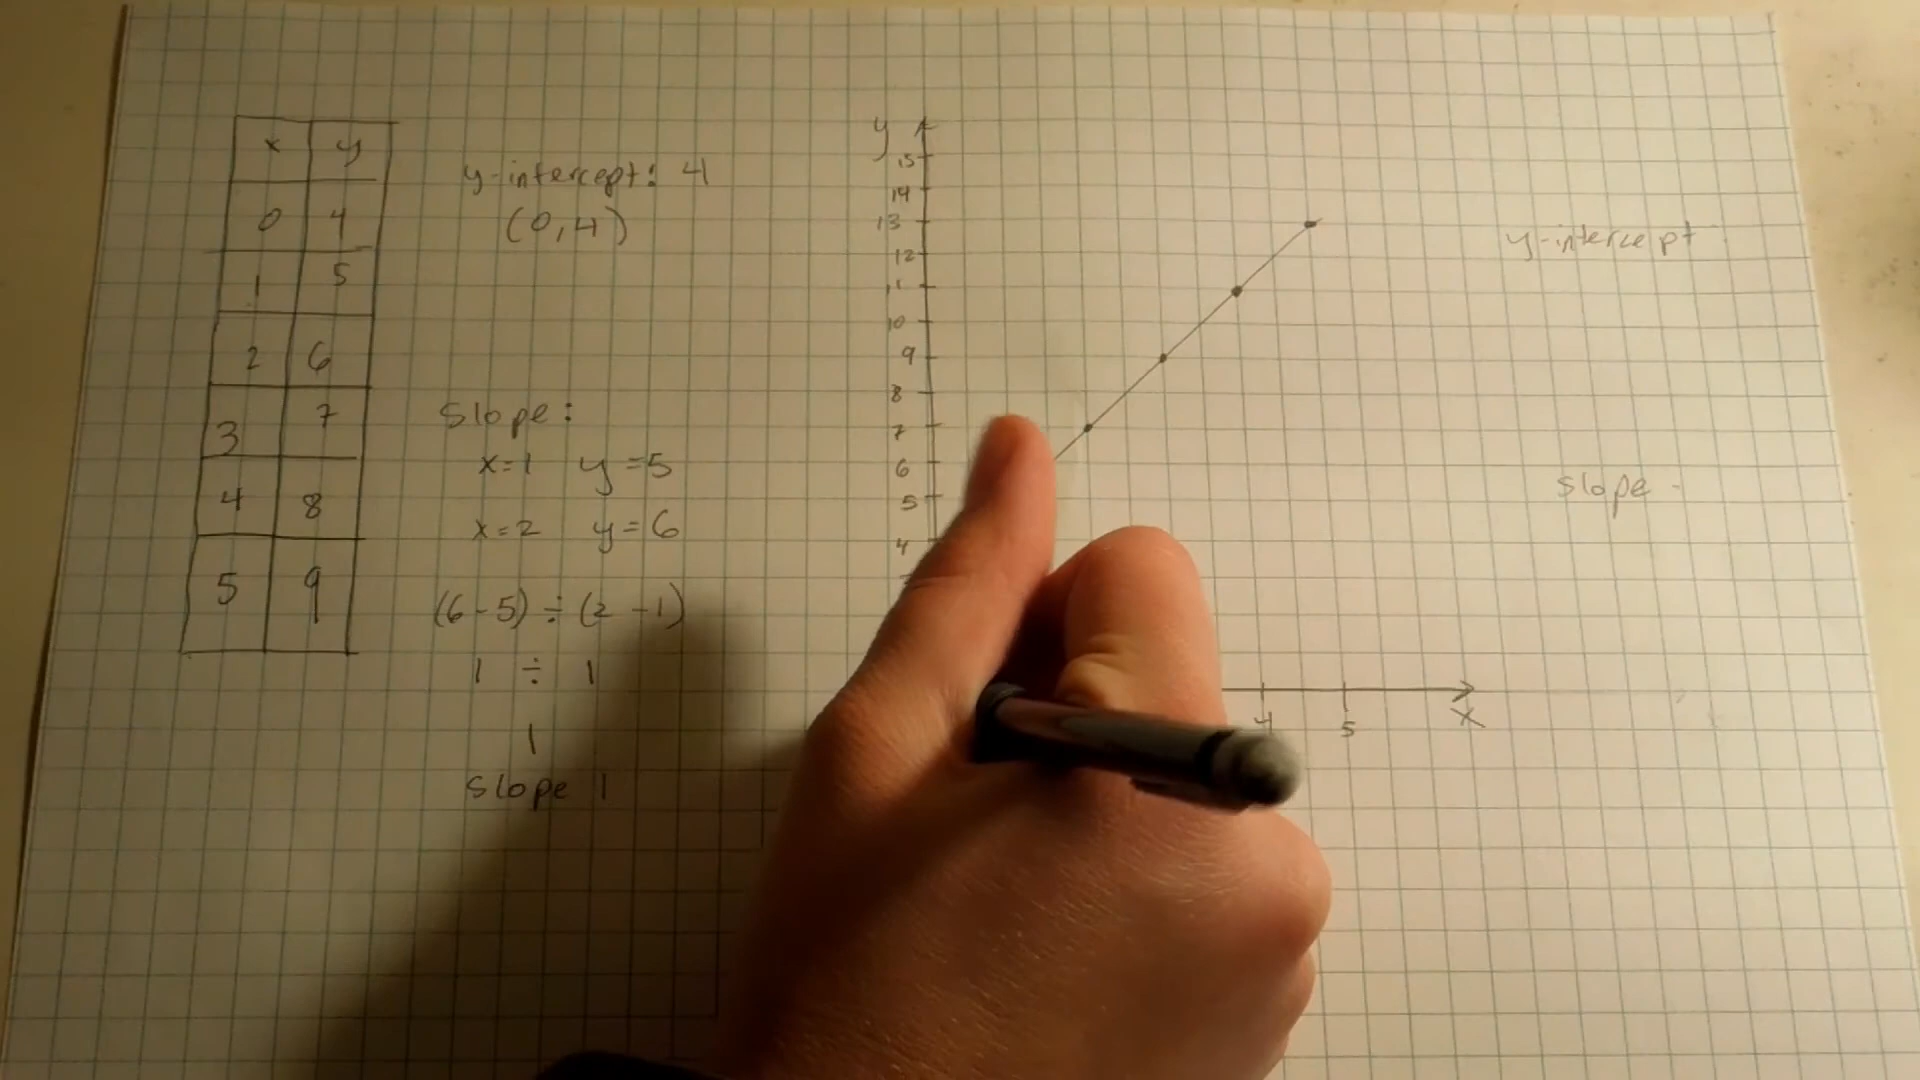 x y
0 4
1 5
2 6
3 7
4 8
5 9
y-intercept: 4
(0,4)
Slope:
x=1 y=5
x=2 y=6
(6-5) ÷ (2-1)
1 ÷ 1
1
Slope 1
y
15
14
13
12
11
10
9
8
7
6
5
4
4 5 X
y-intercept
Slope -